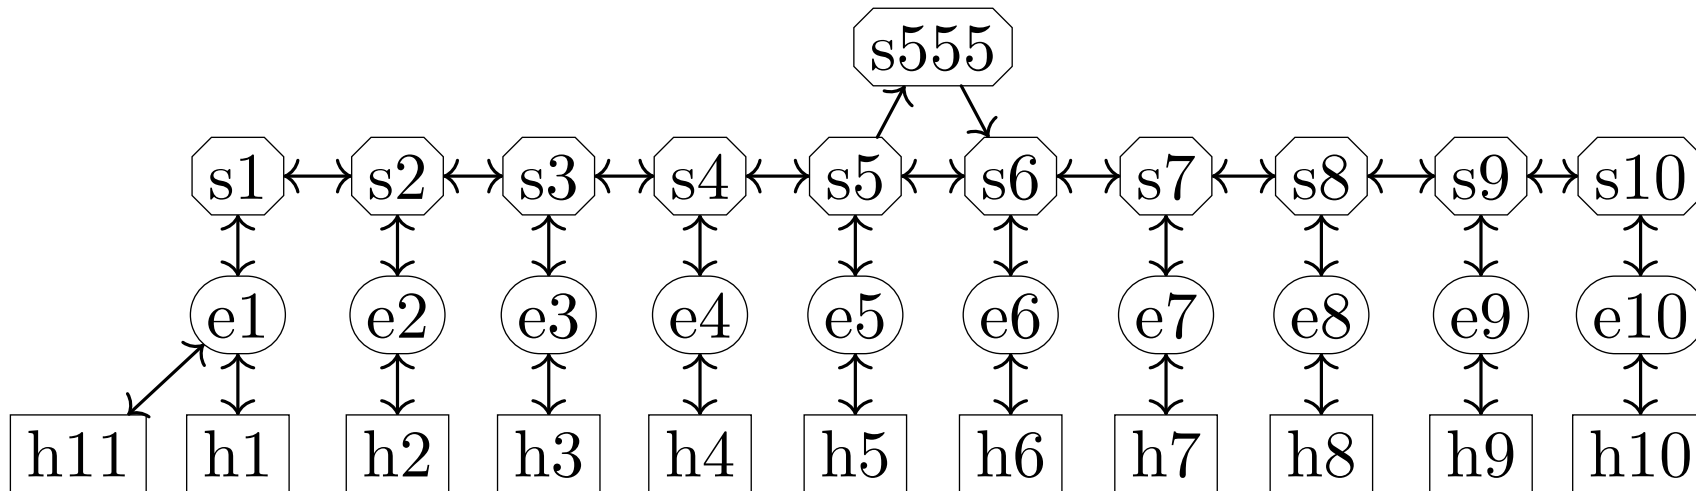 s555
s1 s2 s3 s4 s5 s6 s7 s8 s9 s10
e1 e2 e3 e4 e5 e6 e7 e8 e9 e10
h11 h1 h2 h3 h4 h5 h6 h7 h8 h9 h10